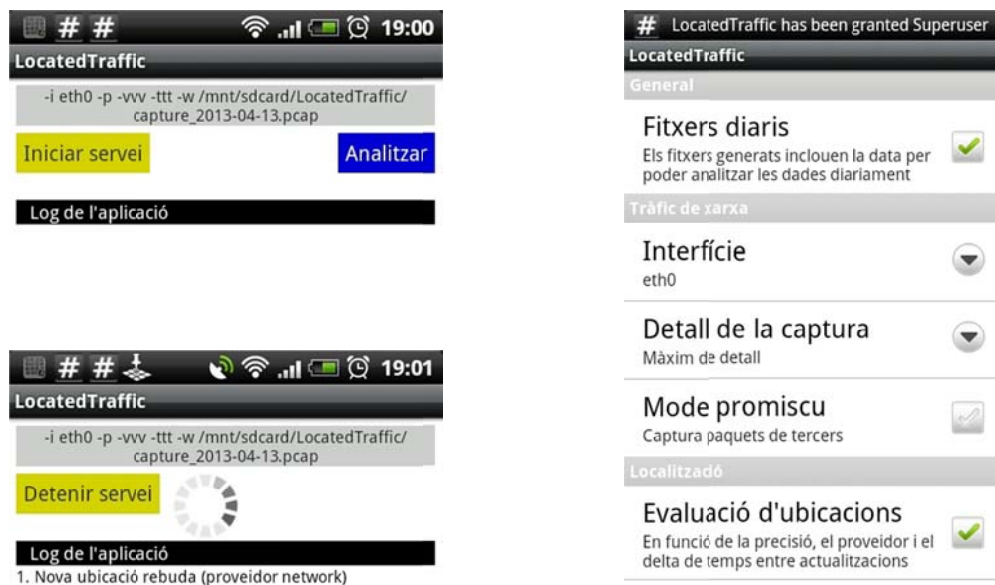 # # 19:00
LocatedTraffic
-i eth0 -p -vvv -ttt -w /mnt/sdcard/LocatedTraffic/
capture_2013-04-13.pcap
Iniciar servei Analitzar
Log de l'aplicació
# # 19:01
LocatedTraffic
-i eth0 -p -vvv -ttt -w /mnt/sdcard/LocatedTraffic/
capture_2013-04-13.pcap
Detenir servei
Log de l'aplicació
1. Nova ubicació rebuda (proveidor network)
# LocatedTraffic has been granted Superuser
LocatedTraffic
General
Fitxers diaris
Els fitxers generats inclouen la data per
poder analitzar les dades diariament
Tràfic de xarxa
Interfície
eth0
Detall de la captura
Màxim de detall
Mode promiscu
Captura paquets de tercers
Localització
Evaluació d'ubicacions
En funció de la precisió, el proveidor i el
delta de temps entre actualitzacions